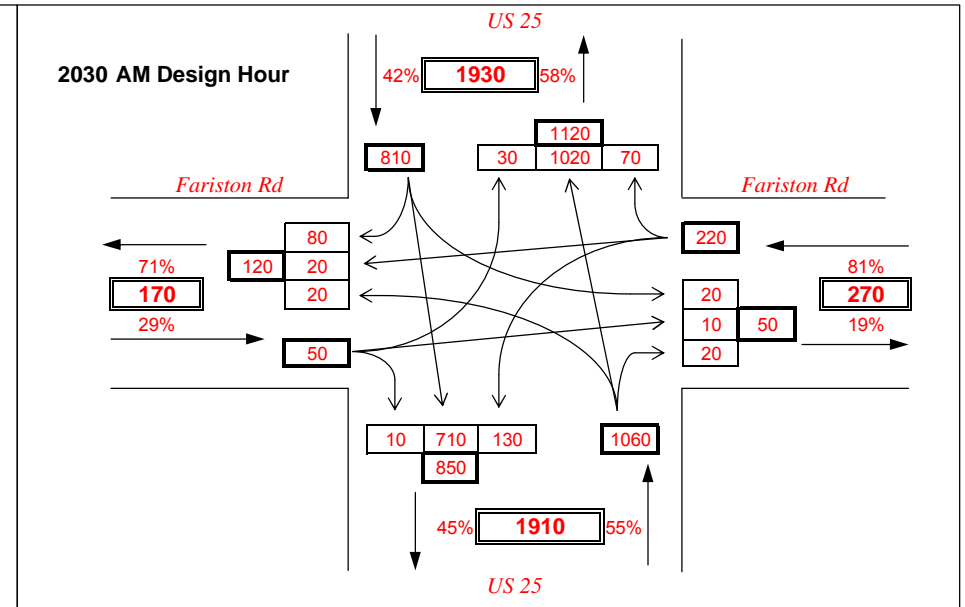 US 25
2030 AM Design Hour
42% 1930 58%
1120
810 30 1020 70
Fariston Rd Fariston Rd
80 220
71% 120 20 81%
170 20 20 270
29% 10 50 19%
50 20
10 710 130 1060
850
45% 1910 55%
US 25